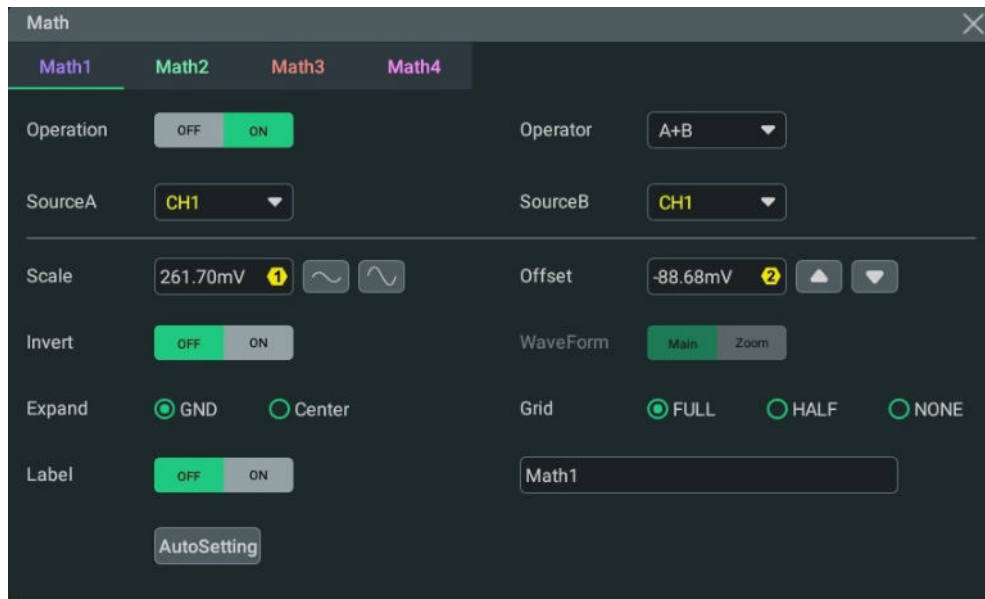 Math
Math1 Math2 Math3 Math4
Operation OFF ON Operator A+B
SourceA CH1 SourceB CH1
Scale 261.70mV 1 Offset -88.68mV 2
Invert OFF ON WaveForm Main Zoom
Expand GND Center Grid FULL HALF NONE
Label OFF ON Math1
AutoSetting